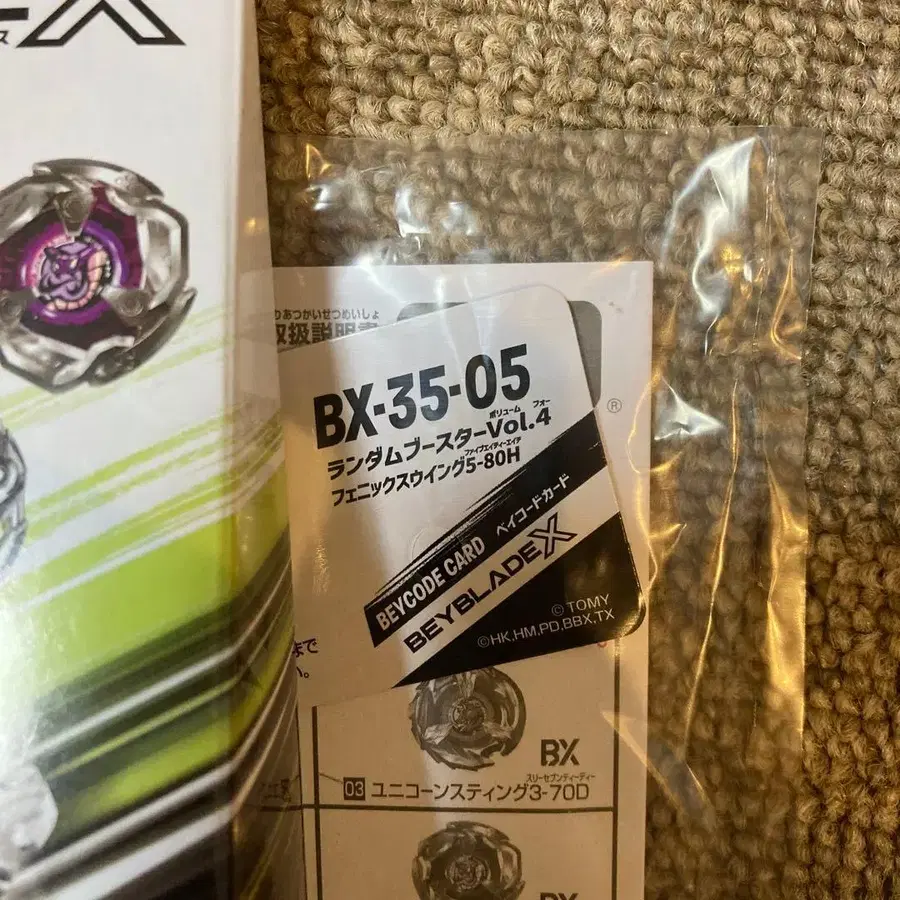 X
ス
りあつかいせつめいしょ
取扱説明書
®
BX-35-05
ボリューム フォー
ランダムブースターVol.4
ファイブエイティーエイチ
フェニックスウイング5-80H
BEYCODE CARD ベイコードカード
BEYBLADE X
© TOMY
©HK,HM,PD,BBX,TX
まで
い。
BX
スリーセブンティーディー
03 ユニコーンスティング3-70D
BX